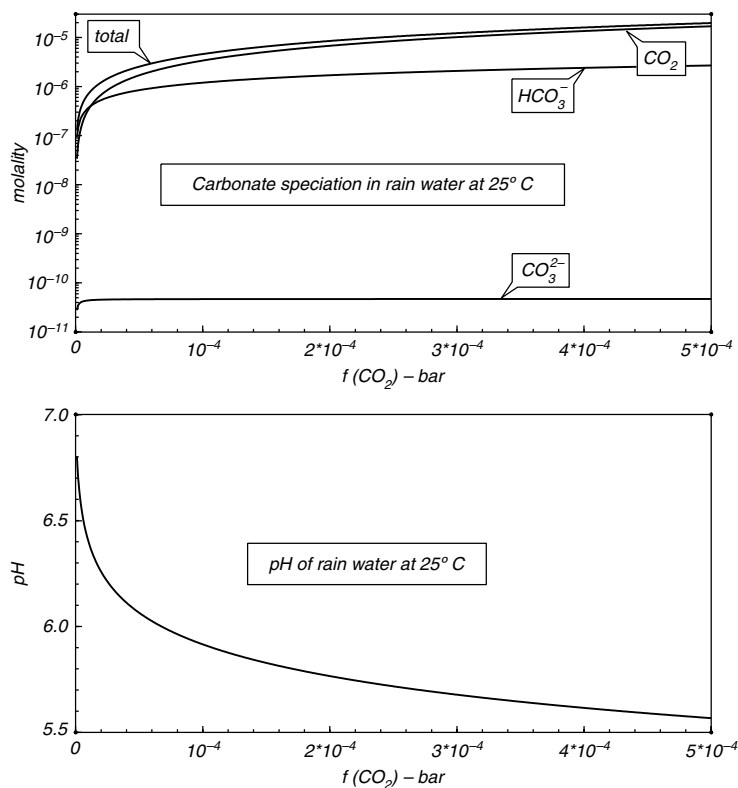 10⁻⁵
total
CO₂
10⁻⁶
HCO₃⁻
10⁻⁷
molality
Carbonate speciation in rain water at 25° C
10⁻⁸
10⁻⁹
10⁻¹⁰
CO₃²⁻
10⁻¹¹
0 10⁻⁴ 2*10⁻⁴ 3*10⁻⁴ 4*10⁻⁴ 5*10⁻⁴
f (CO₂) – bar
7.0
6.5
pH of rain water at 25° C
pH
6.0
5.5
0 10⁻⁴ 2*10⁻⁴ 3*10⁻⁴ 4*10⁻⁴ 5*10⁻⁴
f (CO₂) – bar